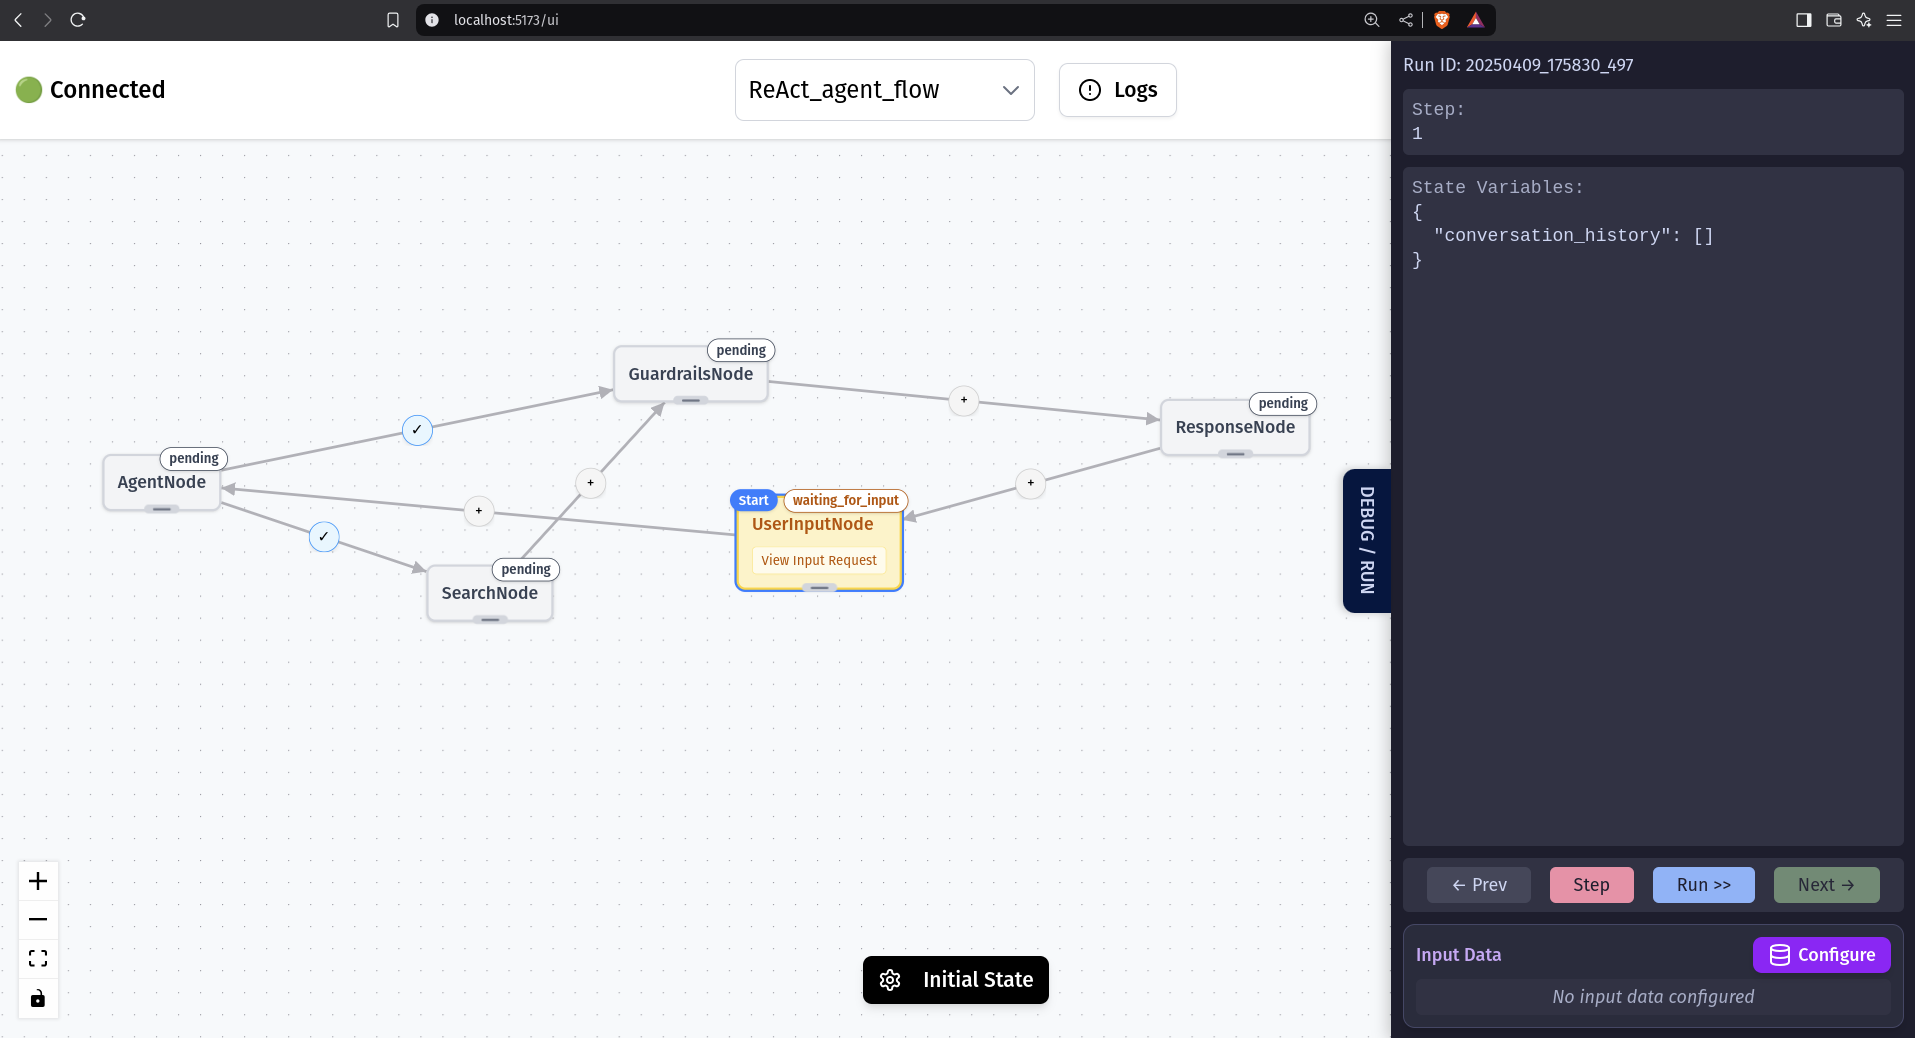 localhost:5173/ui
Connected
ReAct_agent_flow
Logs
pending
GuardrailsNode
pending
ResponseNode
pending
AgentNode
Start
waiting_for_input
UserInputNode
View Input Request
pending
SearchNode
Initial State
DEBUG / RUN
Run ID: 20250409_175830_497
Step:
1
State Variables:
{
"conversation_history": []
}
← Prev
Step
Run >>
Next →
Input Data
Configure
No input data configured